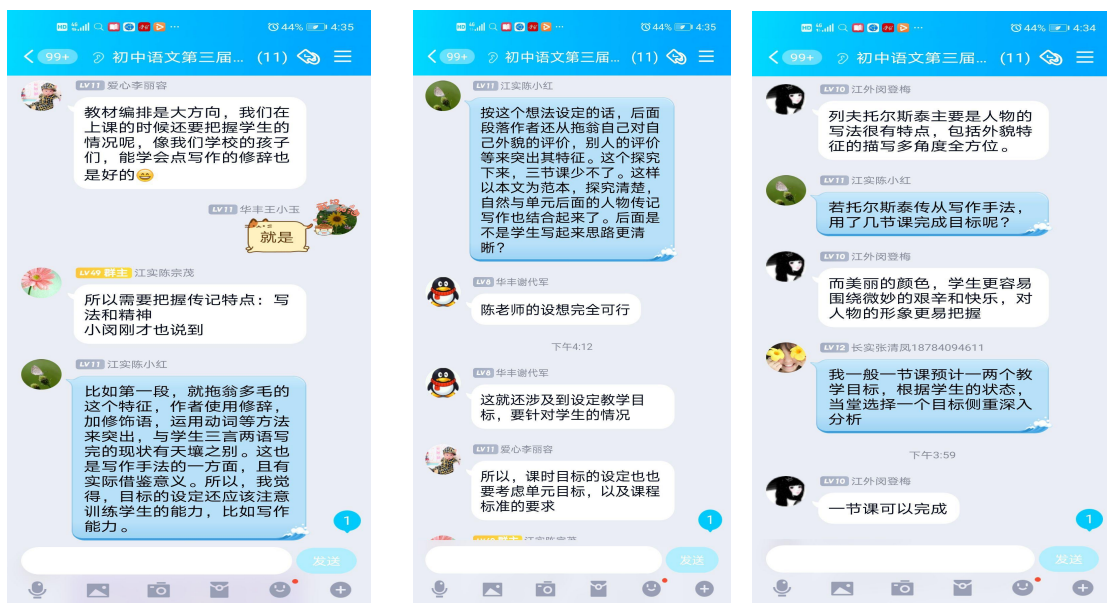 44% 4:35
99+ 初中语文第三届... (11)
LV11 爱心李丽容
教材编排是大方向，我们在
上课的时候还要把握学生的
情况呢，像我们学校的孩子
们，能学会点写作的修辞也
是好的
LV11 华丰王小玉
就是
LV49 群主 江实陈宗茂
所以需要把握传记特点：写
法和精神
小闵刚才也说到
LV11 江实陈小红
比如第一段，就拖翁多毛的
这个特征，作者使用修辞，
加修饰语，运用动词等方法
来突出，与学生三言两语写
完的现状有天壤之别。这也
是写作手法的一方面，且有
实际借鉴意义。所以，我觉
得，目标的设定还应该注意
训练学生的能力，比如写作
能力。
1
发送
44% 4:35
99+ 初中语文第三届... (11)
LV11 江实陈小红
按这个想法设定的话，后面
段落作者还从拖翁自己对自
己外貌的评价，别人的评价
等来突出其特征。这个探究
下来，三节课少不了。这样
以本文为范本，探究清楚，
自然与单元后面的人物传记
写作也结合起来了。后面是
不是学生写起来思路更清
晰？
LV8 华丰谢代军
陈老师的设想完全可行
下午4:12
LV8 华丰谢代军
这就还涉及到设定教学目
标，要针对学生的情况
LV11 爱心李丽容
所以，课时目标的设定也也
要考虑单元目标，以及课程
标准的要求
1
发送
44% 4:34
99+ 初中语文第三届... (11)
LV10 江外闵登梅
列夫托尔斯泰主要是人物的
写法很有特点，包括外貌特
征的描写多角度全方位。
LV11 江实陈小红
若托尔斯泰传从写作手法，
用了几节课完成目标呢？
LV10 江外闵登梅
而美丽的颜色，学生更容易
围绕微妙的艰辛和快乐，对
人物的形象更易把握
LV12 长实张清凤18784094611
我一般一节课预计一两个教
学目标，根据学生的状态，
当堂选择一个目标侧重深入
分析
下午3:59
LV10 江外闵登梅
一节课可以完成
1
发送